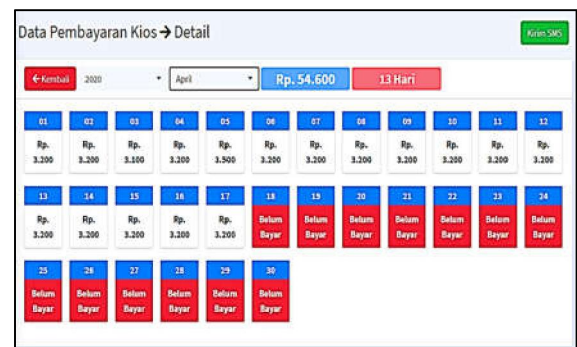 Data Pembayaran Kios → Detail
Kirim SMS
← Kembali 2020 April Rp. 54.600 13 Hari
01 02 03 04 05 06 07 08 09 10 11 12
Rp. Rp. Rp. Rp. Rp. Rp. Rp. Rp. Rp. Rp. Rp. Rp.
3.200 3.200 3.100 3.200 3.500 3.200 3.200 3.200 3.200 3.200 3.200 3.200
13 14 15 16 17 18 19 20 21 22 23 24
Rp. Rp. Rp. Rp. Rp. Belum Belum Belum Belum Belum Belum Belum
3.200 3.200 3.200 3.200 3.200 Bayar Bayar Bayar Bayar Bayar Bayar Bayar
25 26 27 28 29 30
Belum Belum Belum Belum Belum Belum
Bayar Bayar Bayar Bayar Bayar Bayar